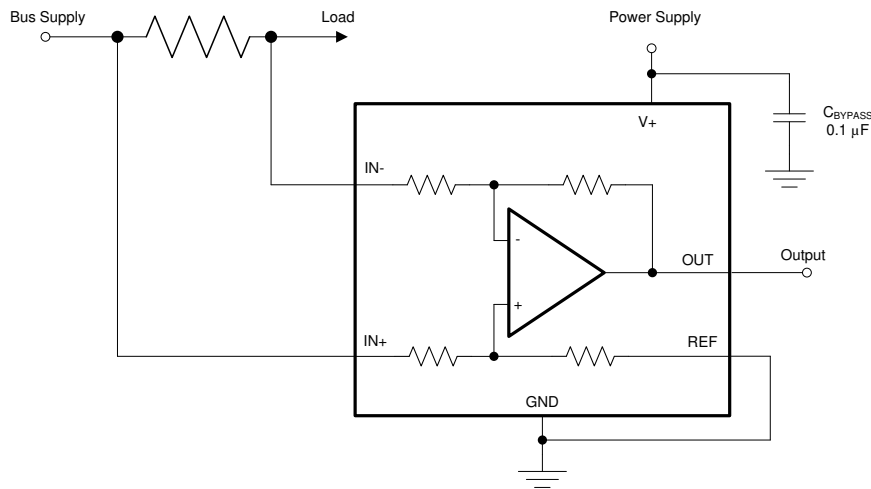 Bus Supply
Load
Power Supply
V+
C_BYPASS
0.1 μF
IN-
-
OUT
Output
+
IN+
REF
GND